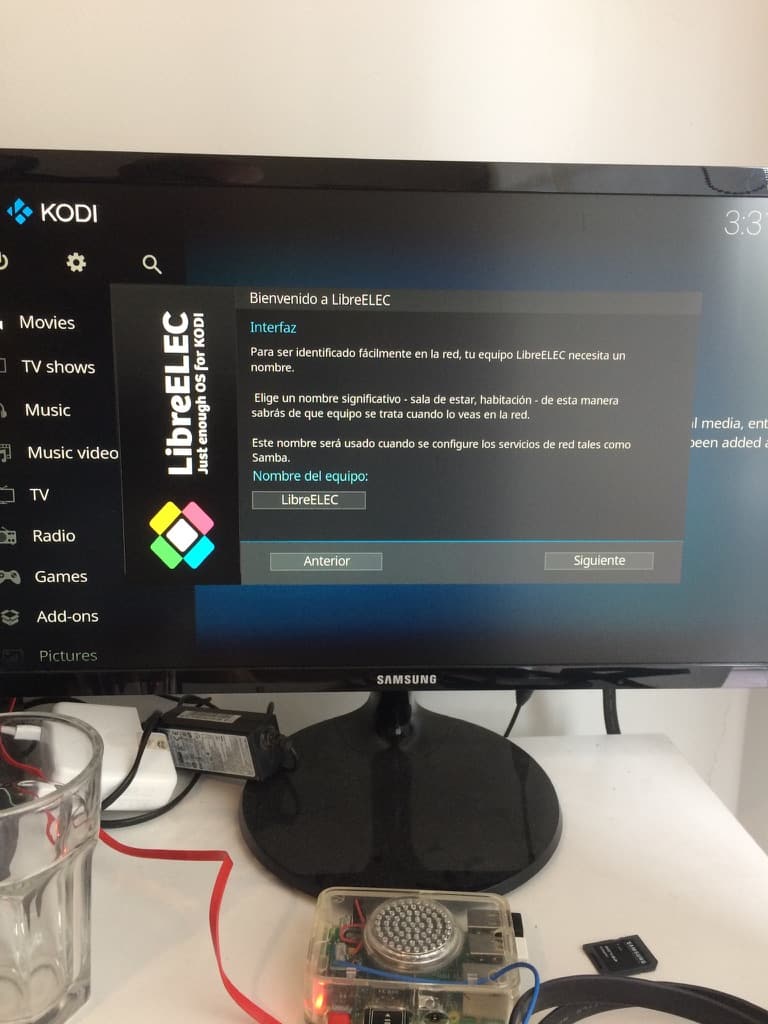 KODI
3:3
Movies
TV shows
Music
Music video
TV
Radio
Games
Add-ons
Pictures
LibreELEC
Just enough OS for KODI
Bienvenido a LibreELEC
Interfaz
Para ser identificado fácilmente en la red, tu equipo LibreELEC necesita un
nombre.
Elige un nombre significativo - sala de estar, habitación - de esta manera
sabrás de que equipo se trata cuando lo veas en la red.
Este nombre será usado cuando se configure los servicios de red tales como
Samba.
Nombre del equipo:
LibreELEC
Anterior
Siguiente
l media, ent
been added a
SAMSUNG
SAMSUNG